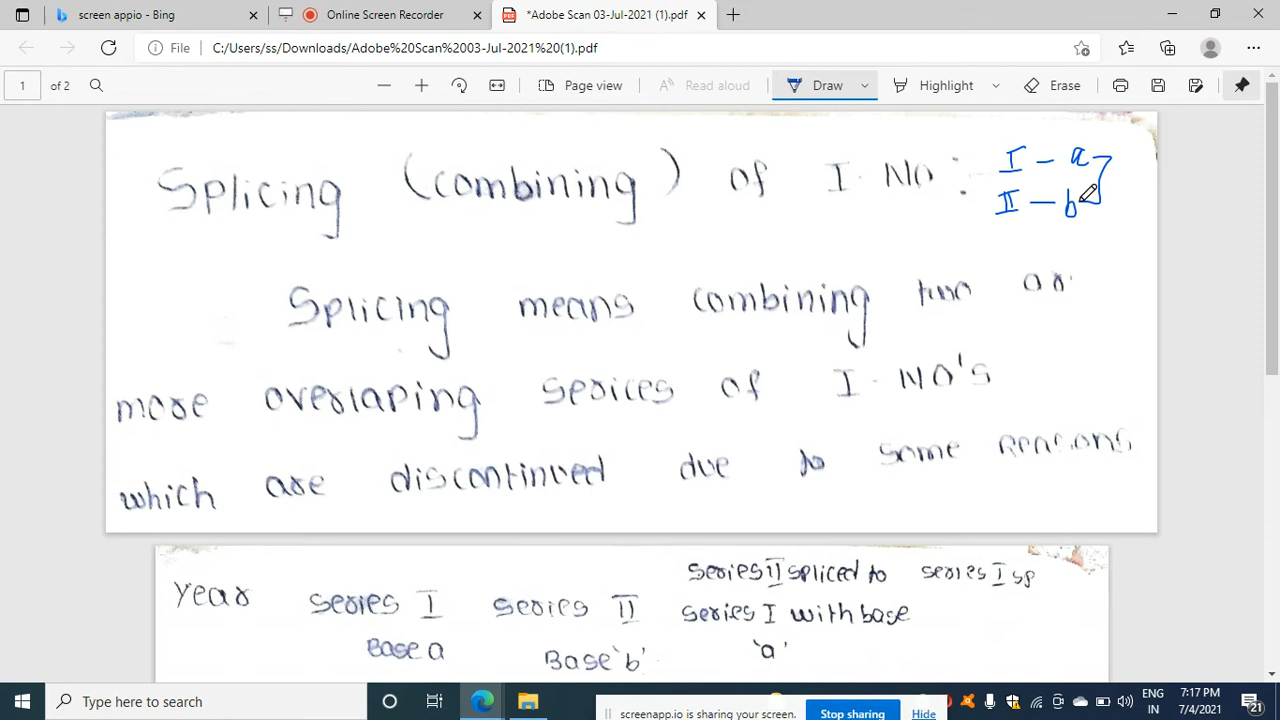 screen appio - Bing
Online Screen Recorder
*Adobe Scan 03-Jul-2021 (1).pdf
File
C:/Users/ss/Downloads/Adobe%20Scan%2003-Jul-2021%20(1).pdf
1 of 2
Page view
Read aloud
Draw
Highlight
Erase
Splicing (combining) of I. NO :
I - a
II - b
Splicing means combining two or
more overlaping serices of I. NO's
which are discontinued due to some reasons
Year
series I
Base a
series II
Base 'b'
series II spliced to
series I with base
'a'
series I sp
Type here to search
screenapp.io is sharing your screen.
Stop sharing
Hide
ENG
IN
7:17 PM
7/4/2021
21